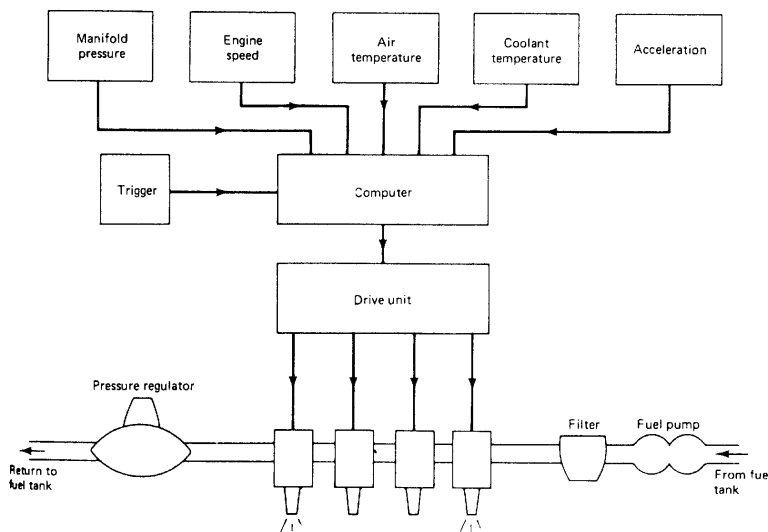 Manifold
pressure
Engine
speed
Air
temperature
Coolant
temperature
Acceleration
Trigger
Computer
Drive unit
Pressure regulator
Filter
Fuel pump
Return to
fuel tank
From fue
tank